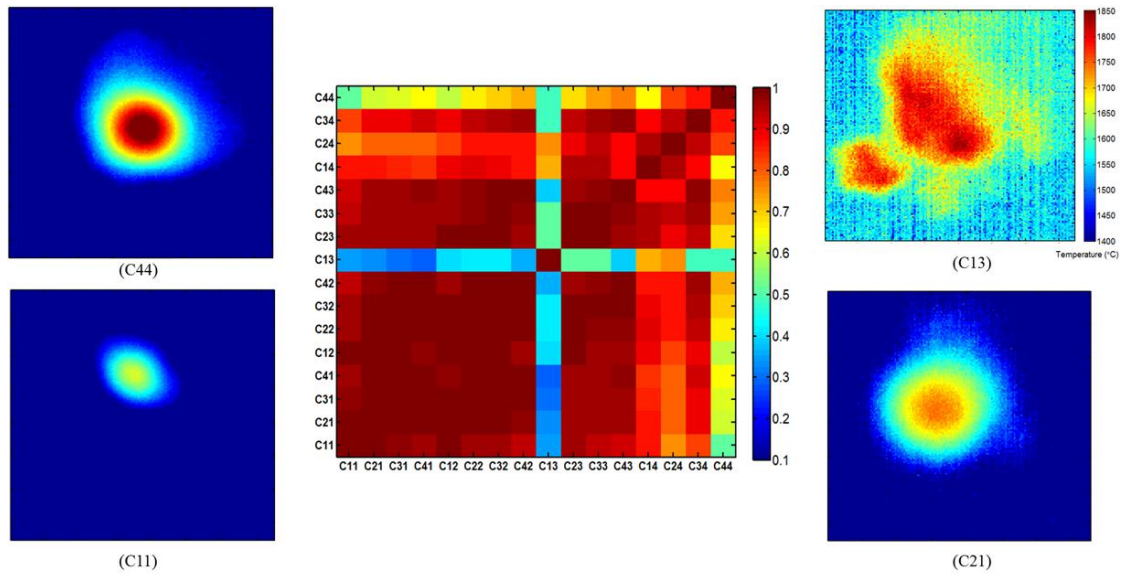 (C44)
(C11)
C44
C34
C24
C14
C43
C33
C23
C13
C42
C32
C22
C12
C41
C31
C21
C11
C11 C21 C31 C41 C12 C22 C32 C42 C13 C23 C33 C43 C14 C24 C34 C44
1
0.9
0.8
0.7
0.6
0.5
0.4
0.3
0.2
0.1
1850
1800
1750
1700
1650
1600
1550
1500
1450
1400
Temperature (°C)
(C13)
(C21)